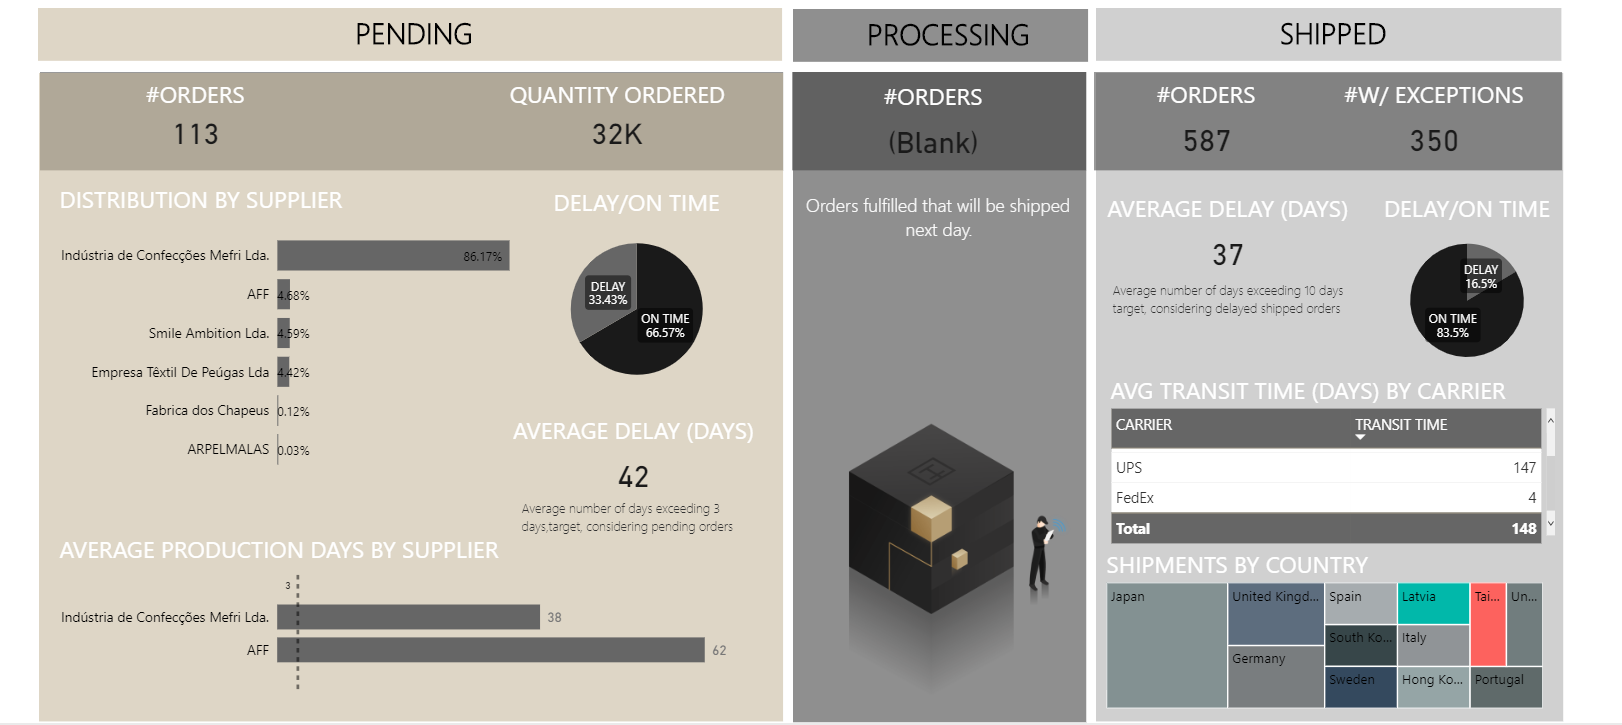 PENDING
#ORDERS
113
QUANTITY ORDERED
32K
DISTRIBUTION BY SUPPLIER
Indústria de Confecções Mefri Lda.
86.17%
AFF
4.68%
Smile Ambition Lda.
4.59%
Empresa Têxtil De Peúgas Lda
4.42%
Fabrica dos Chapeus
0.12%
ARPELMALAS
0.03%
DELAY/ON TIME
DELAY
33.43%
ON TIME
66.57%
AVERAGE DELAY (DAYS)
42
Average number of days exceeding 3
days,target, considering pending orders
AVERAGE PRODUCTION DAYS BY SUPPLIER
3
Indústria de Confecções Mefri Lda.
38
AFF
62
PROCESSING
#ORDERS
(Blank)
Orders fulfilled that will be shipped
next day.
SHIPPED
#ORDERS
587
#W/ EXCEPTIONS
350
AVERAGE DELAY (DAYS)
37
Average number of days exceeding 10 days
target, considering delayed shipped orders
DELAY/ON TIME
DELAY
16.5%
ON TIME
83.5%
AVG TRANSIT TIME (DAYS) BY CARRIER
CARRIER TRANSIT TIME
UPS 147
FedEx 4
Total 148
SHIPMENTS BY COUNTRY
Japan
United Kingd...
Germany
Spain
South Ko...
Sweden
Latvia
Italy
Hong Ko...
Tai...
Un...
Portugal